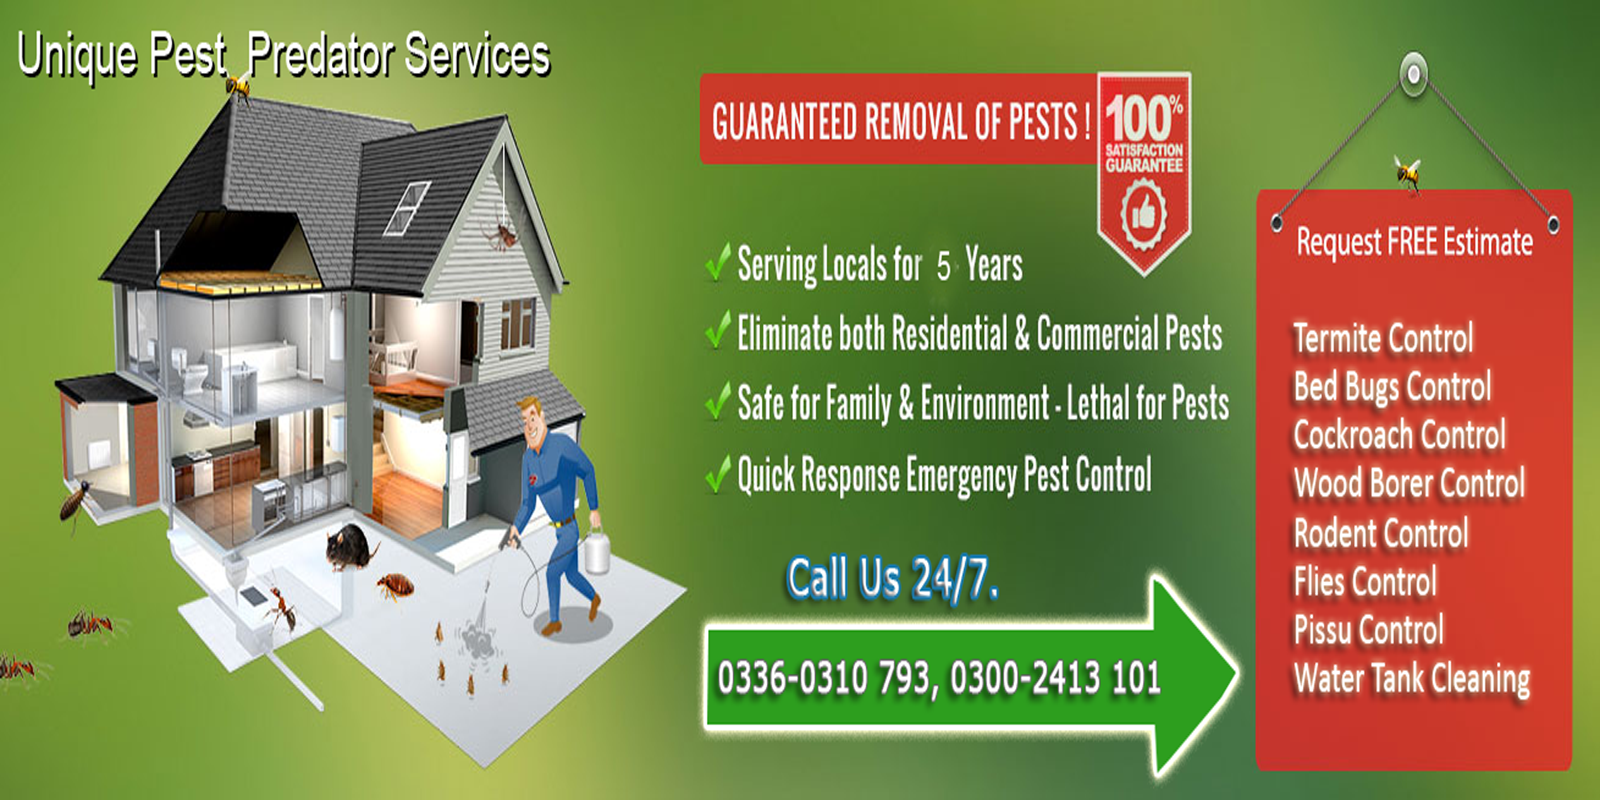 Unique Pest Predator Services
GUARANTEED REMOVAL OF PESTS !
100%
SATISFACTION
GUARANTEE
Serving Locals for 5 Years
Eliminate both Residential & Commercial Pests
Safe for Family & Environment - Lethal for Pests
Quick Response Emergency Pest Control
Call Us 24/7.
0336-0310 793, 0300-2413 101
Request FREE Estimate
Termite Control
Bed Bugs Control
Cockroach Control
Wood Borer Control
Rodent Control
Flies Control
Pissu Control
Water Tank Cleaning